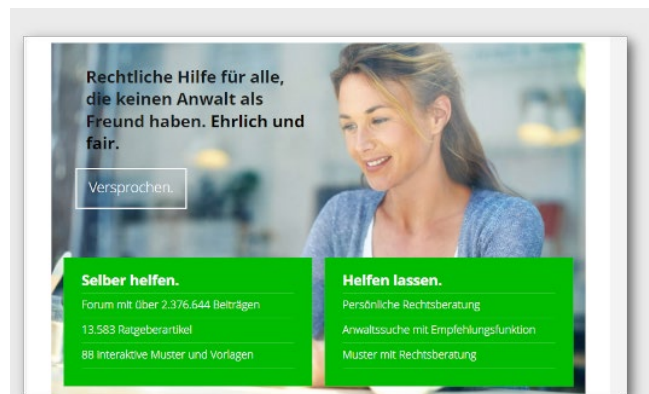 Rechtliche Hilfe für alle,
die keinen Anwalt als
Freund haben. Ehrlich und
fair.
Versprochen.
Selber helfen.
Forum mit über 2.376.644 Beiträgen
13.583 Ratgeberartikel
88 interaktive Muster und Vorlagen
Helfen lassen.
Persönliche Rechtsberatung
Anwaltssuche mit Empfehlungsfunktion
Muster mit Rechtsberatung